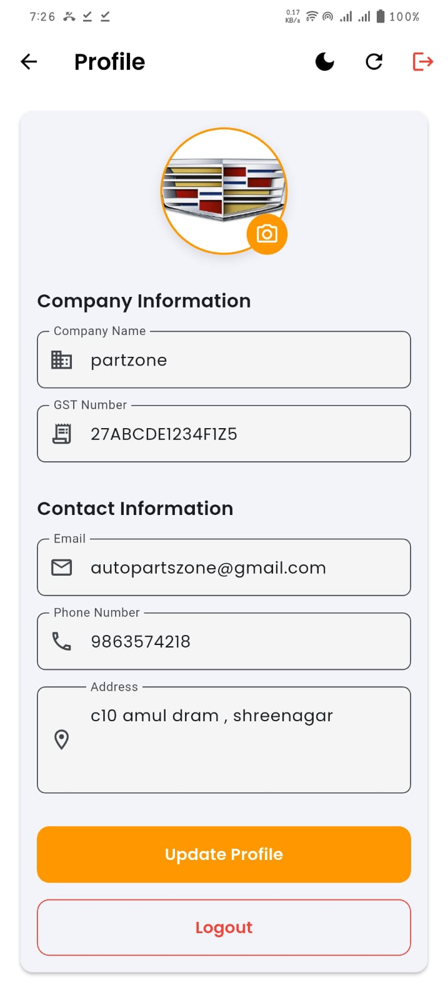 7:26
0.17
KB/s
100%
Profile
Company Information
Company Name
partzone
GST Number
27ABCDE1234F1Z5
Contact Information
Email
autopartszone@gmail.com
Phone Number
9863574218
Address
c10 amul dram , shreenagar
Update Profile
Logout